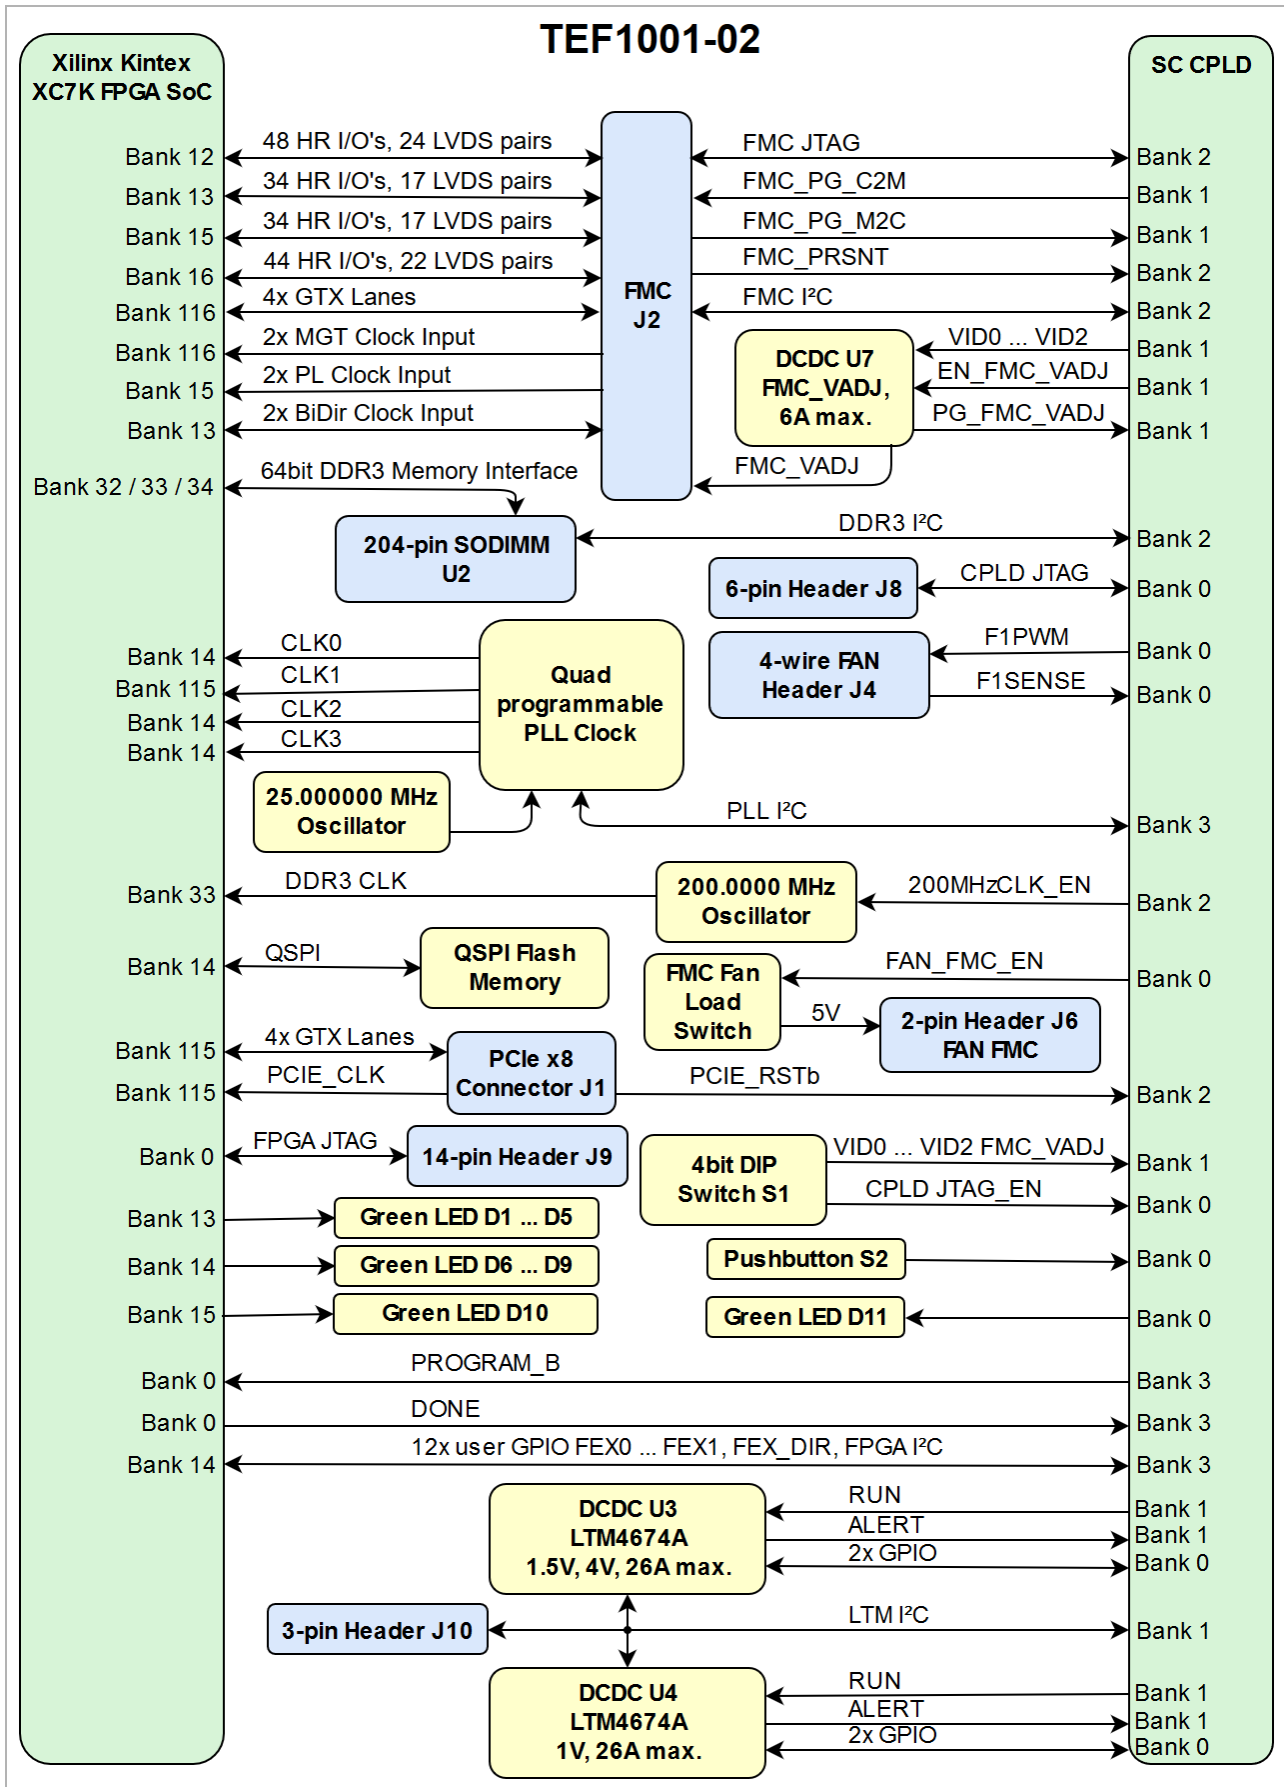 TEF1001-02
Xilinx Kintex
XC7K FPGA SoC
SC CPLD
Bank 12
48 HR I/O's, 24 LVDS pairs
FMC JTAG
Bank 2
Bank 13
34 HR I/O's, 17 LVDS pairs
FMC_PG_C2M
Bank 1
Bank 15
34 HR I/O's, 17 LVDS pairs
FMC_PG_M2C
Bank 1
Bank 16
44 HR I/O's, 22 LVDS pairs
FMC_PRSNT
Bank 2
FMC
J2
Bank 116
4x GTX Lanes
FMC I²C
Bank 2
Bank 116
2x MGT Clock Input
DCDC U7
FMC_VADJ,
6A max.
VID0 ... VID2
Bank 1
Bank 15
2x PL Clock Input
EN_FMC_VADJ
Bank 1
Bank 13
2x BiDir Clock Input
PG_FMC_VADJ
Bank 1
FMC_VADJ
Bank 32 / 33 / 34
64bit DDR3 Memory Interface
204-pin SODIMM
U2
DDR3 I²C
Bank 2
6-pin Header J8
CPLD JTAG
Bank 0
Bank 14
CLK0
Bank 115
CLK1
Bank 14
CLK2
Bank 14
CLK3
Quad
programmable
PLL Clock
4-wire FAN
Header J4
F1PWM
Bank 0
F1SENSE
Bank 0
25.000000 MHz
Oscillator
PLL I²C
Bank 3
Bank 33
DDR3 CLK
200.0000 MHz
Oscillator
200MHzCLK_EN
Bank 2
Bank 14
QSPI
QSPI Flash
Memory
FMC Fan
Load
Switch
FAN_FMC_EN
Bank 0
5V
2-pin Header J6
FAN FMC
Bank 115
4x GTX Lanes
PCIe x8
Connector J1
Bank 115
PCIE_CLK
PCIE_RSTb
Bank 2
Bank 0
FPGA JTAG
14-pin Header J9
4bit DIP
Switch S1
VID0 ... VID2 FMC_VADJ
Bank 1
CPLD JTAG_EN
Bank 0
Bank 13
Green LED D1 ... D5
Bank 14
Green LED D6 ... D9
Pushbutton S2
Bank 0
Bank 15
Green LED D10
Green LED D11
Bank 0
Bank 0
PROGRAM_B
Bank 3
Bank 0
DONE
Bank 3
Bank 14
12x user GPIO FEX0 ... FEX1, FEX_DIR, FPGA I²C
Bank 3
DCDC U3
LTM4674A
1.5V, 4V, 26A max.
RUN
Bank 1
ALERT
Bank 1
2x GPIO
Bank 0
3-pin Header J10
LTM I²C
Bank 1
DCDC U4
LTM4674A
1V, 26A max.
RUN
Bank 1
ALERT
Bank 1
2x GPIO
Bank 0